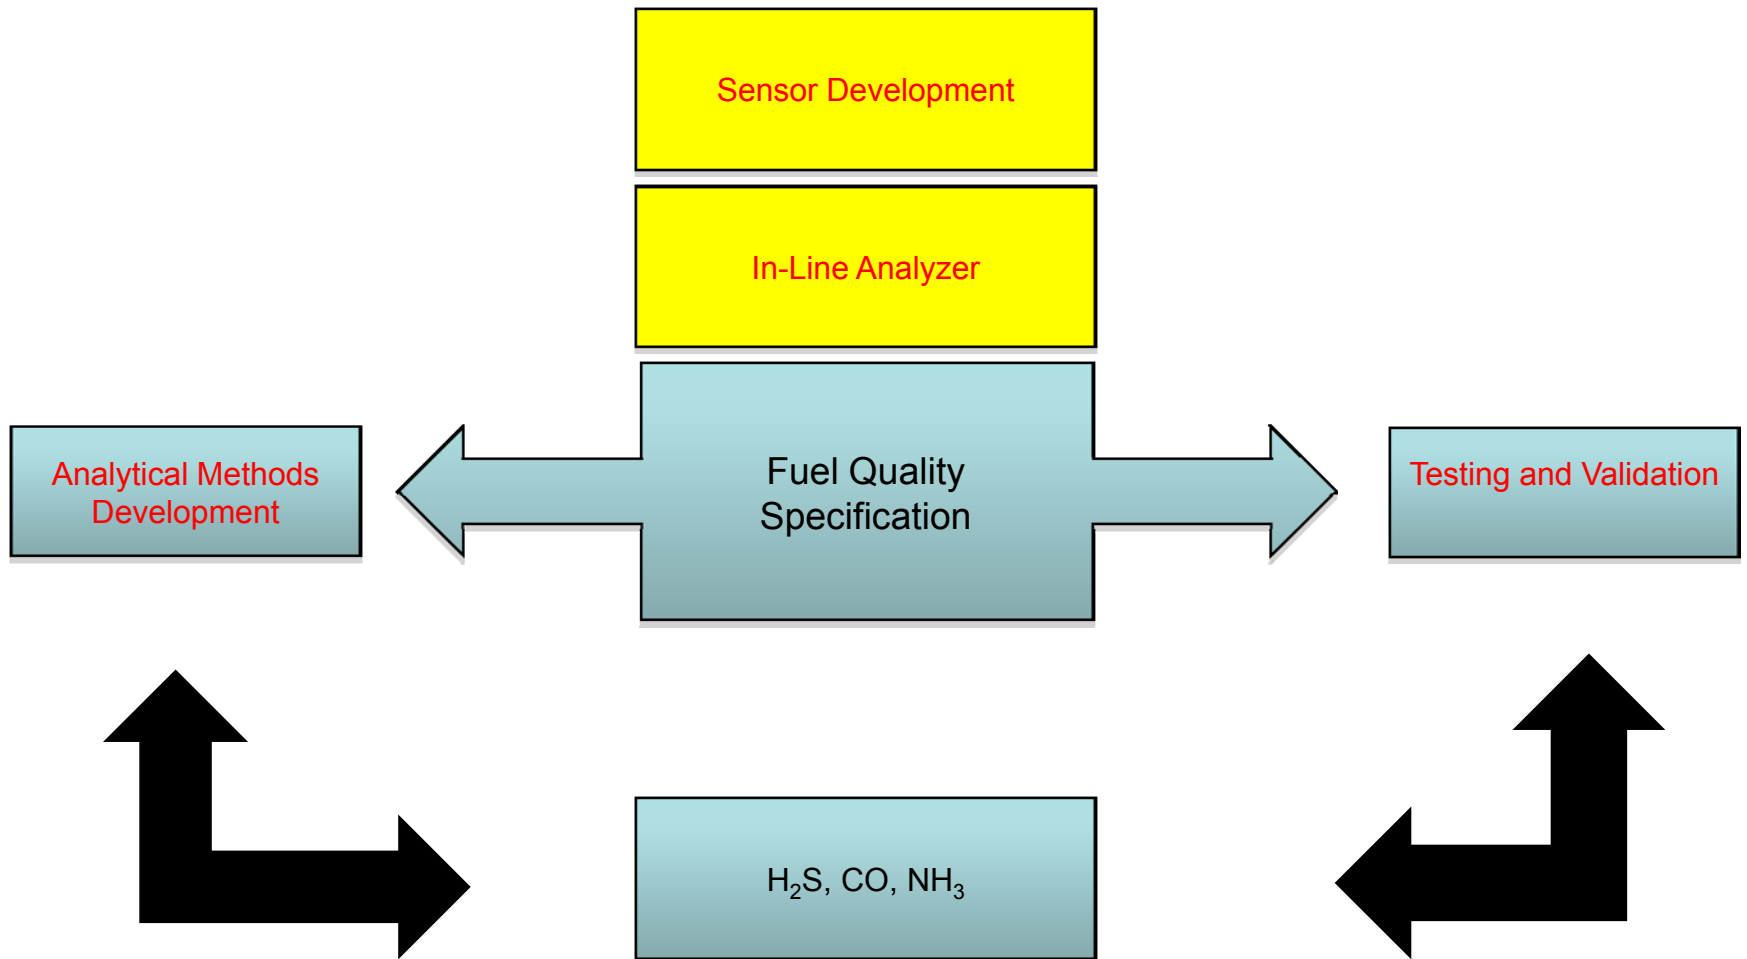 Sensor Development
In-Line Analyzer
Fuel Quality
Specification
Analytical Methods
Development
Testing and Validation
H₂S, CO, NH₃